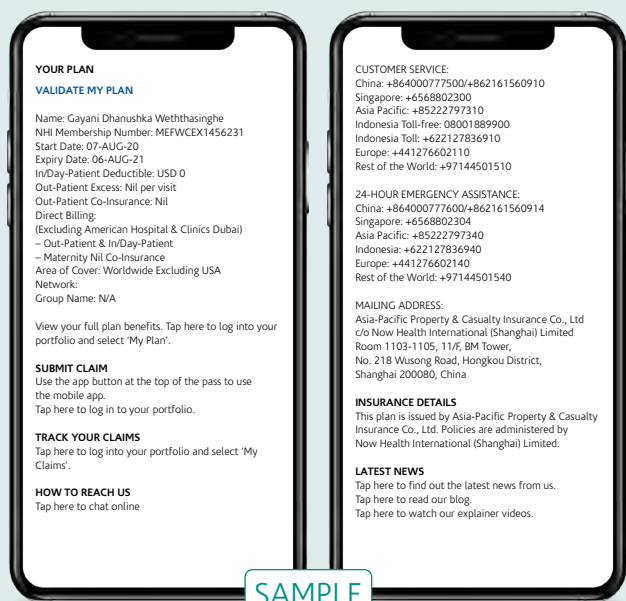 YOUR PLAN
VALIDATE MY PLAN
Name: Gayani Dhanushka Weththasinghe
NHI Membership Number: MEFWCEX1456231
Start Date: 07-AUG-20
Expiry Date: 06-AUG-21
In/Day-Patient Deductible: USD 0
Out-Patient Excess: Nil per visit
Out-Patient Co-Insurance: Nil
Direct Billing:
(Excluding American Hospital & Clinics Dubai)
– Out-Patient & In/Day-Patient
– Maternity Nil Co-Insurance
Area of Cover: Worldwide Excluding USA
Network:
Group Name: N/A
View your full plan benefits. Tap here to log into your
portfolio and select ‘My Plan’.
SUBMIT CLAIM
Use the app button at the top of the pass to use
the mobile app.
Tap here to log in to your portfolio.
TRACK YOUR CLAIMS
Tap here to log into your portfolio and select ‘My
Claims’.
HOW TO REACH US
Tap here to chat online
CUSTOMER SERVICE:
China: +864000777500/+862161560910
Singapore: +6568802300
Asia Pacific: +85222797310
Indonesia Toll-free: 08001889900
Indonesia Toll: +622127836910
Europe: +441276602110
Rest of the World: +97144501510
24-HOUR EMERGENCY ASSISTANCE:
China: +864000777600/+862161560914
Singapore: +6568802304
Asia Pacific: +85222797340
Indonesia: +622127836940
Europe: +441276602140
Rest of the World: +97144501540
MAILING ADDRESS:
Asia-Pacific Property & Casualty Insurance Co., Ltd
c/o Now Health International (Shanghai) Limited
Room 1103-1105, 11/F, BM Tower,
No. 218 Wusong Road, Hongkou District,
Shanghai 200080, China
INSURANCE DETAILS
This plan is issued by Asia-Pacific Property & Casualty
Insurance Co., Ltd. Policies are administered by
Now Health International (Shanghai) Limited.
LATEST NEWS
Tap here to find out the latest news from us.
Tap here to read our blog.
Tap here to watch our explainer videos.
SAMPLE